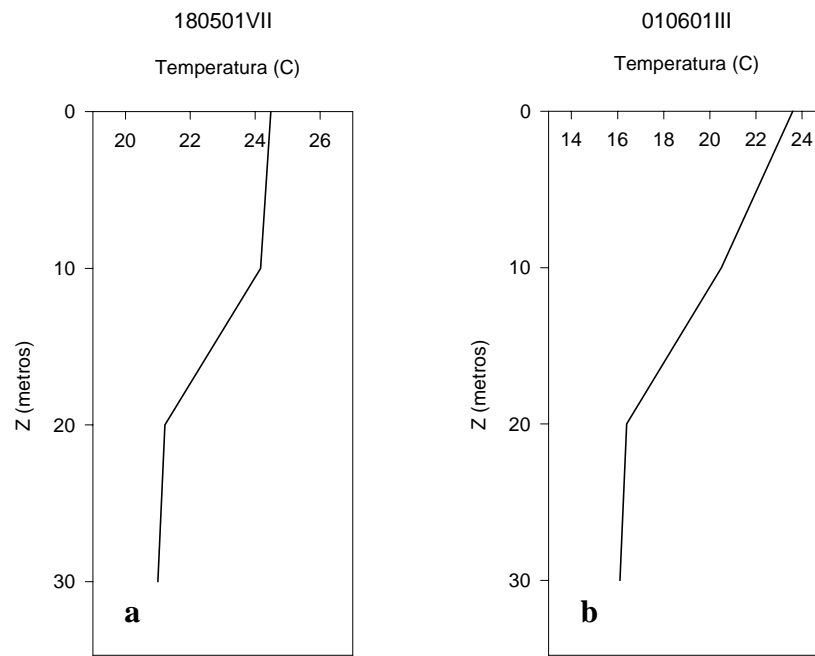 180501VII
Temperatura (C)
0
20 22 24 26
10
20
30
Z (metros)
a
010601III
Temperatura (C)
0
14 16 18 20 22 24
10
20
30
Z (metros)
b